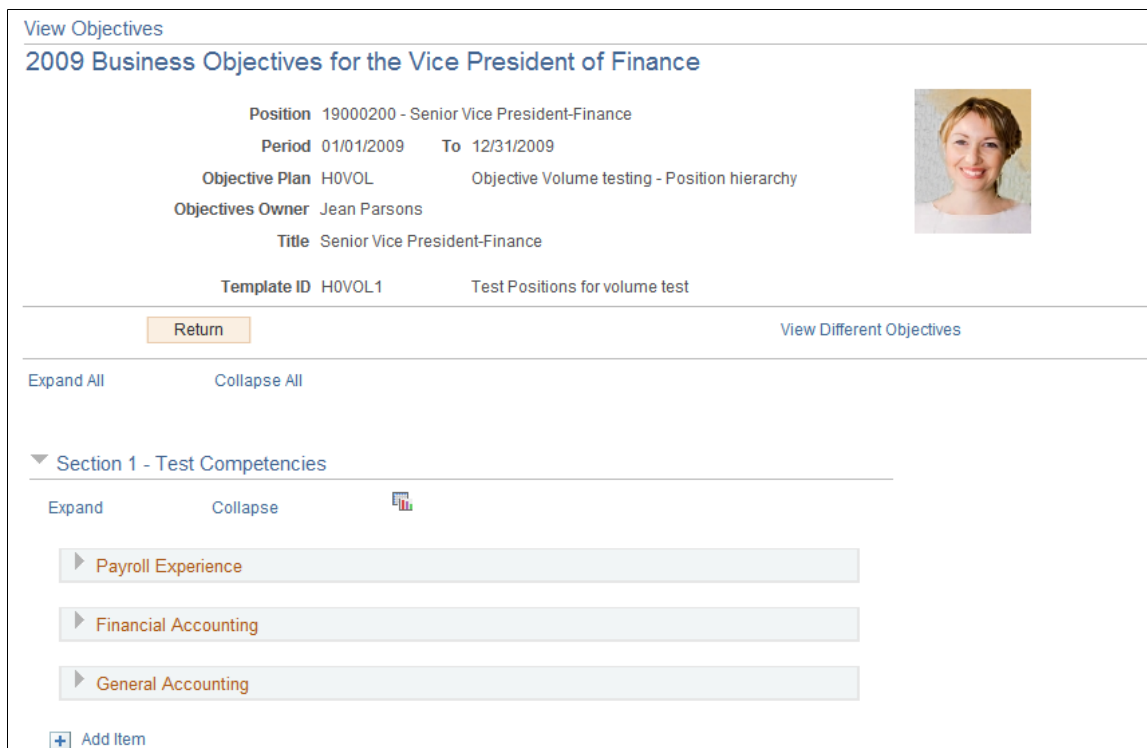 View Objectives
2009 Business Objectives for the Vice President of Finance
Position 19000200 - Senior Vice President-Finance
Period 01/01/2009 To 12/31/2009
Objective Plan H0VOL Objective Volume testing - Position hierarchy
Objectives Owner Jean Parsons
Title Senior Vice President-Finance
Template ID H0VOL1 Test Positions for volume test
Return View Different Objectives
Expand All Collapse All
Section 1 - Test Competencies
Expand Collapse
Payroll Experience
Financial Accounting
General Accounting
Add Item